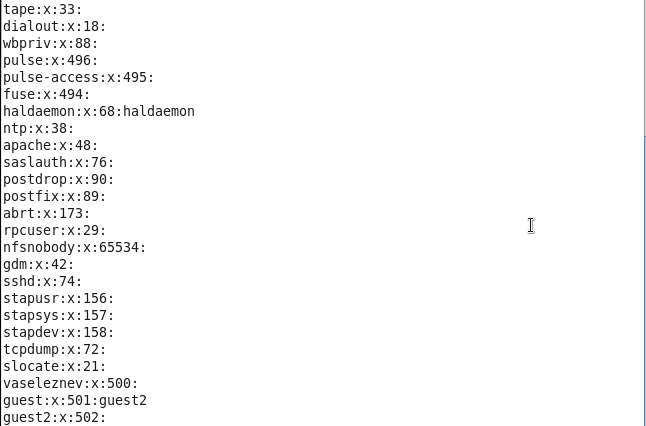 tape:x:33:
dialout:x:18:
wbpriv:x:88:
pulse:x:496:
pulse-access:x:495:
fuse:x:494:
haldaemon:x:68:haldaemon
ntp:x:38:
apache:x:48:
saslauth:x:76:
postdrop:x:90:
postfix:x:89:
abrt:x:173:
rpcuser:x:29:
nfsnobody:x:65534:
gdm:x:42:
sshd:x:74:
stapusr:x:156:
stapsys:x:157:
stapdev:x:158:
tcpdump:x:72:
slocate:x:21:
vaseleznev:x:500:
guest:x:501:guest2
guest2:x:502: